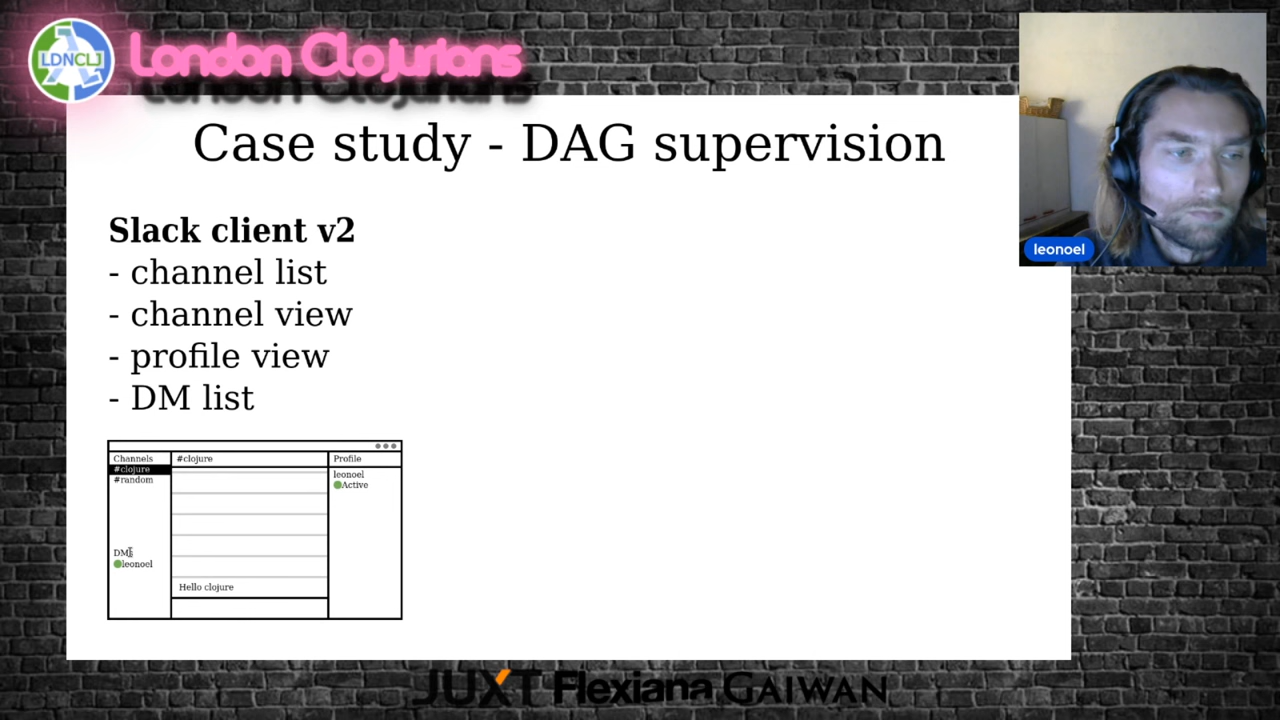 LDNCLJ
London Clojurians
Case study - DAG supervision
leonoel
Slack client v2
- channel list
- channel view
- profile view
- DM list
Channels
#clojure
#random
DMs
leonoel
#clojure
Hello clojure
Profile
leonoel
Active
JUXT Flexiana GAIWAN